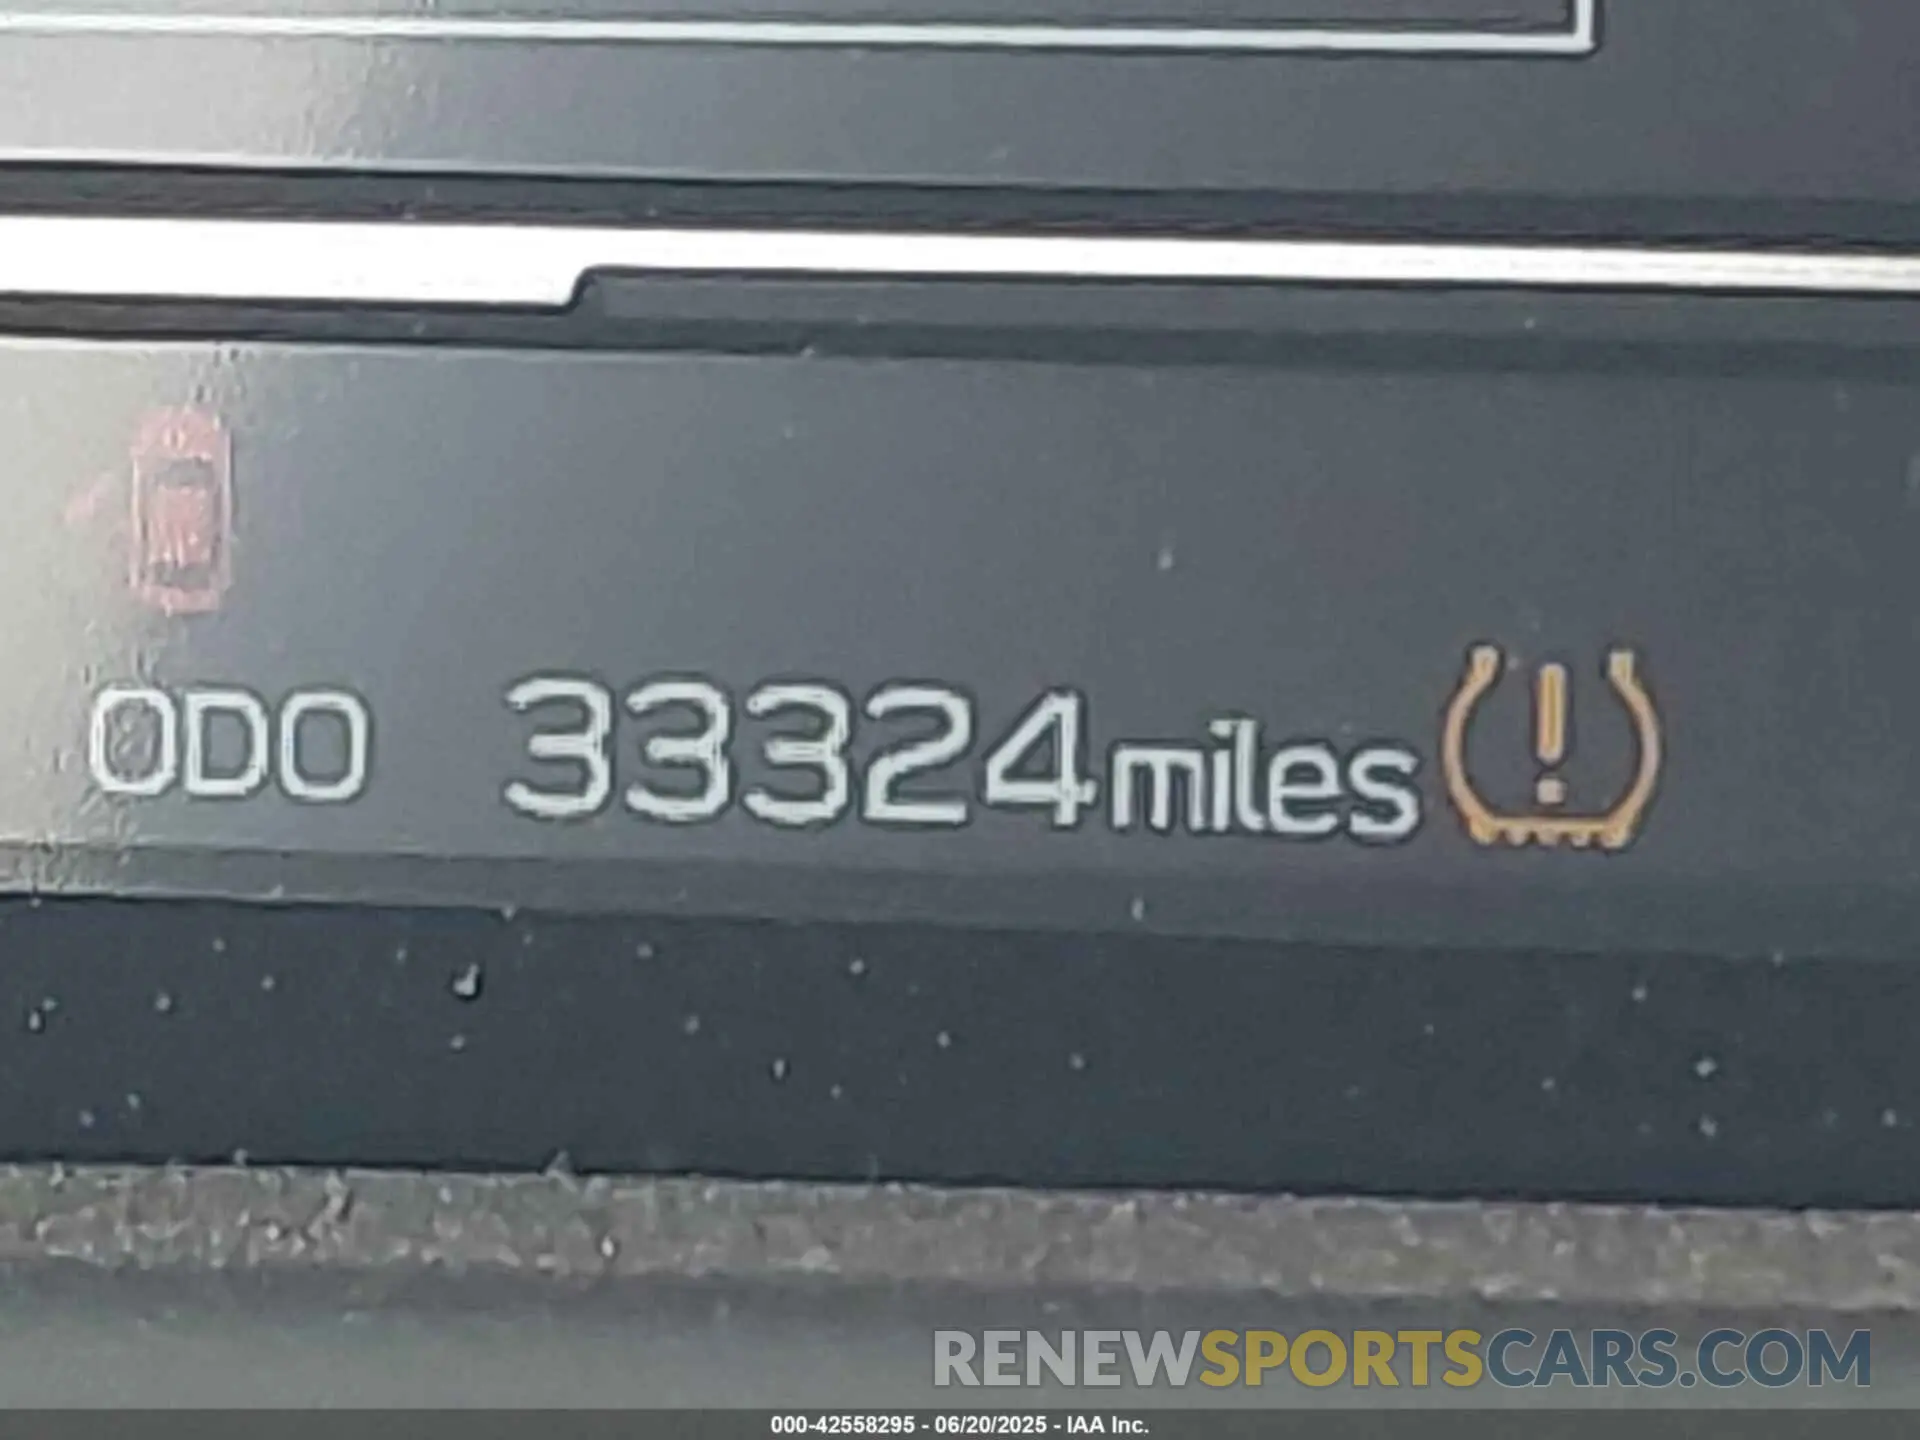 ODO 33324miles
RENEWSPORTSCARS.COM
000-42558295 - 06/20/2025 - IAA Inc.